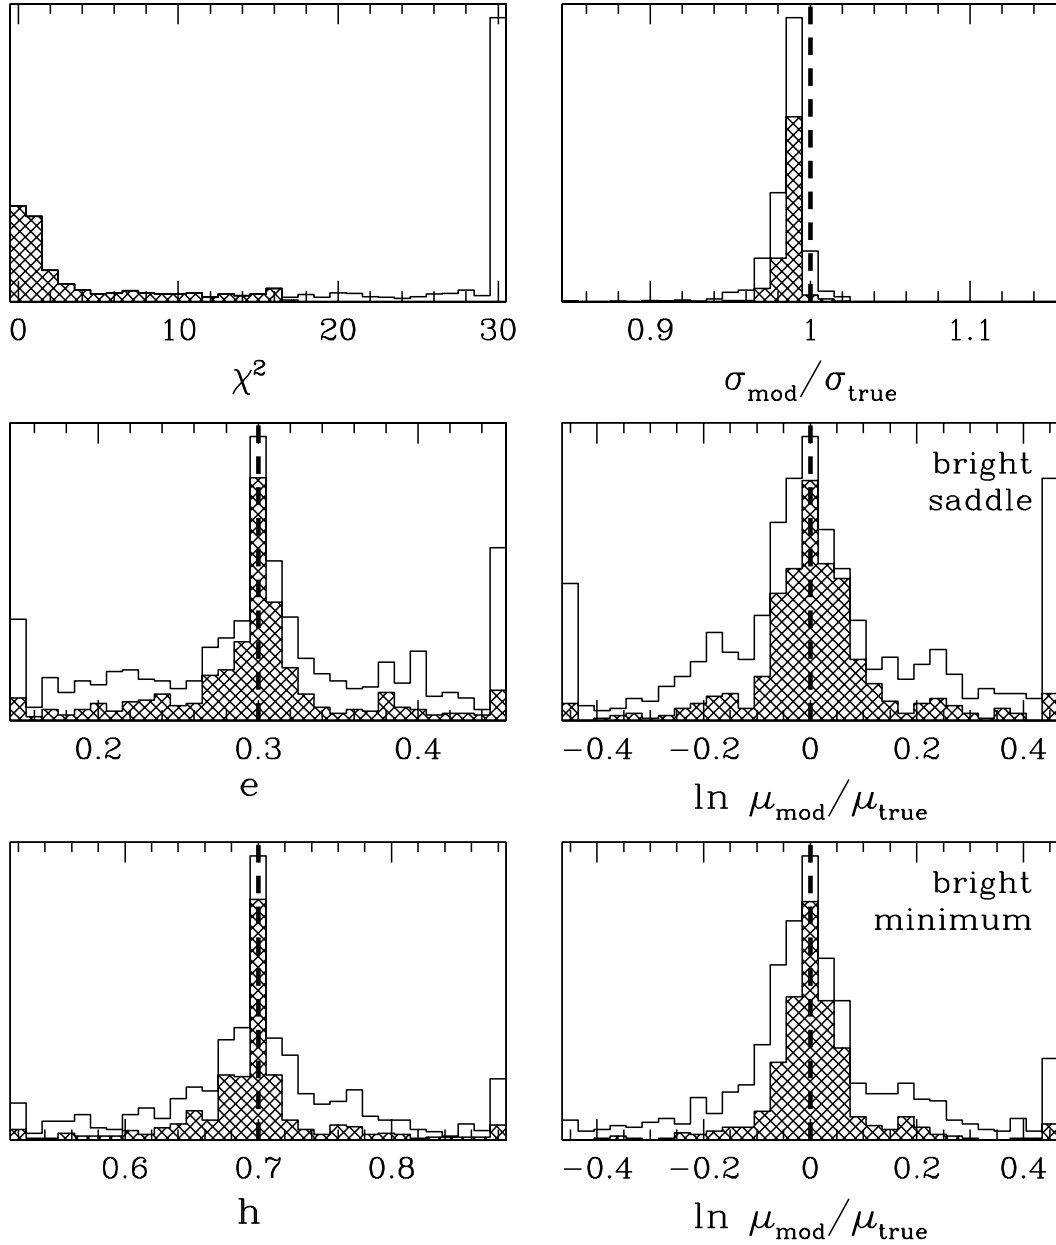 0 10 20 30
χ²
0.9 1 1.1
σmod/σtrue
0.2 0.3 0.4
e
bright
saddle
−0.4 −0.2 0 0.2 0.4
ln μmod/μtrue
0.6 0.7 0.8
h
bright
minimum
−0.4 −0.2 0 0.2 0.4
ln μmod/μtrue